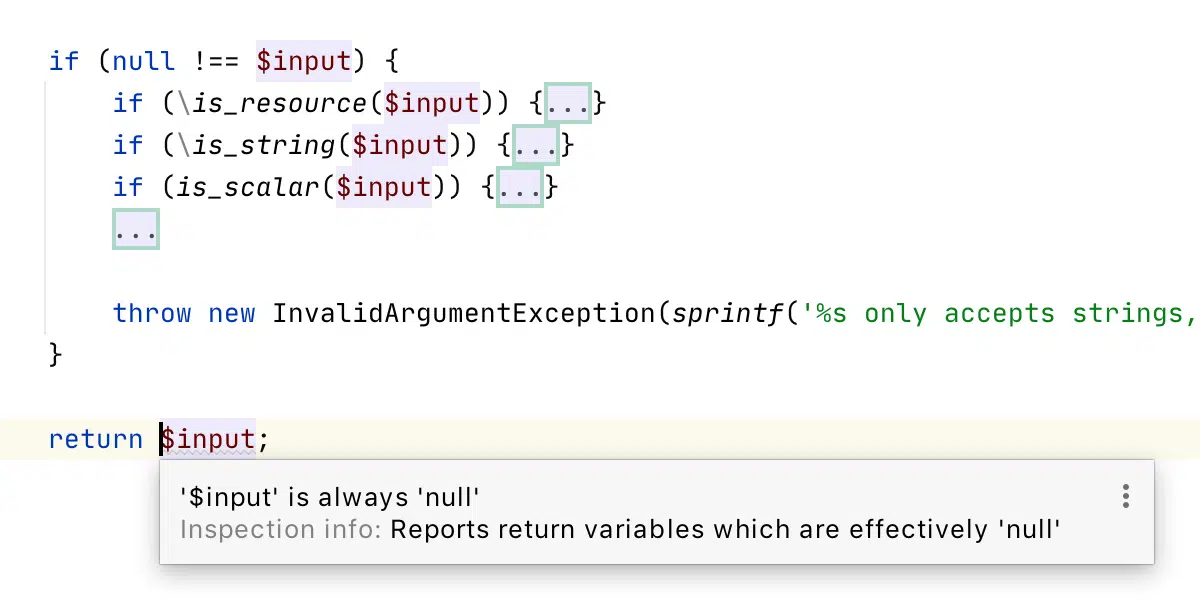 if (null !== $input) {
if (\is_resource($input)) {...}
if (\is_string($input)) {...}
if (is_scalar($input)) {...}
...
throw new InvalidArgumentException(sprintf('%s only accepts strings,
}
return $input;
'$input' is always 'null'
Inspection info: Reports return variables which are effectively 'null'